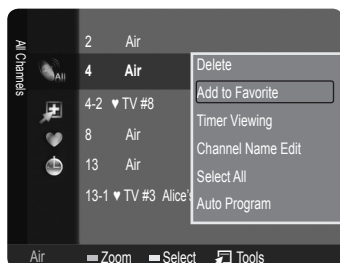 All Channels
All
2 Air
4 Air
4-2 ♥ TV #8
8 Air
13 Air
13-1 ♥ TV #3 Alice's
Delete
Add to Favorite
Timer Viewing
Channel Name Edit
Select All
Auto Program
Air Zoom Select Tools